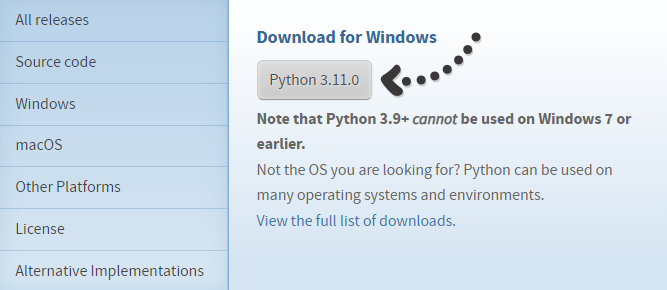 All releases
Source code
Windows
macOS
Other Platforms
License
Alternative Implementations
Download for Windows
Python 3.11.0
Note that Python 3.9+ cannot be used on Windows 7 or
earlier.
Not the OS you are looking for? Python can be used on
many operating systems and environments.
View the full list of downloads.